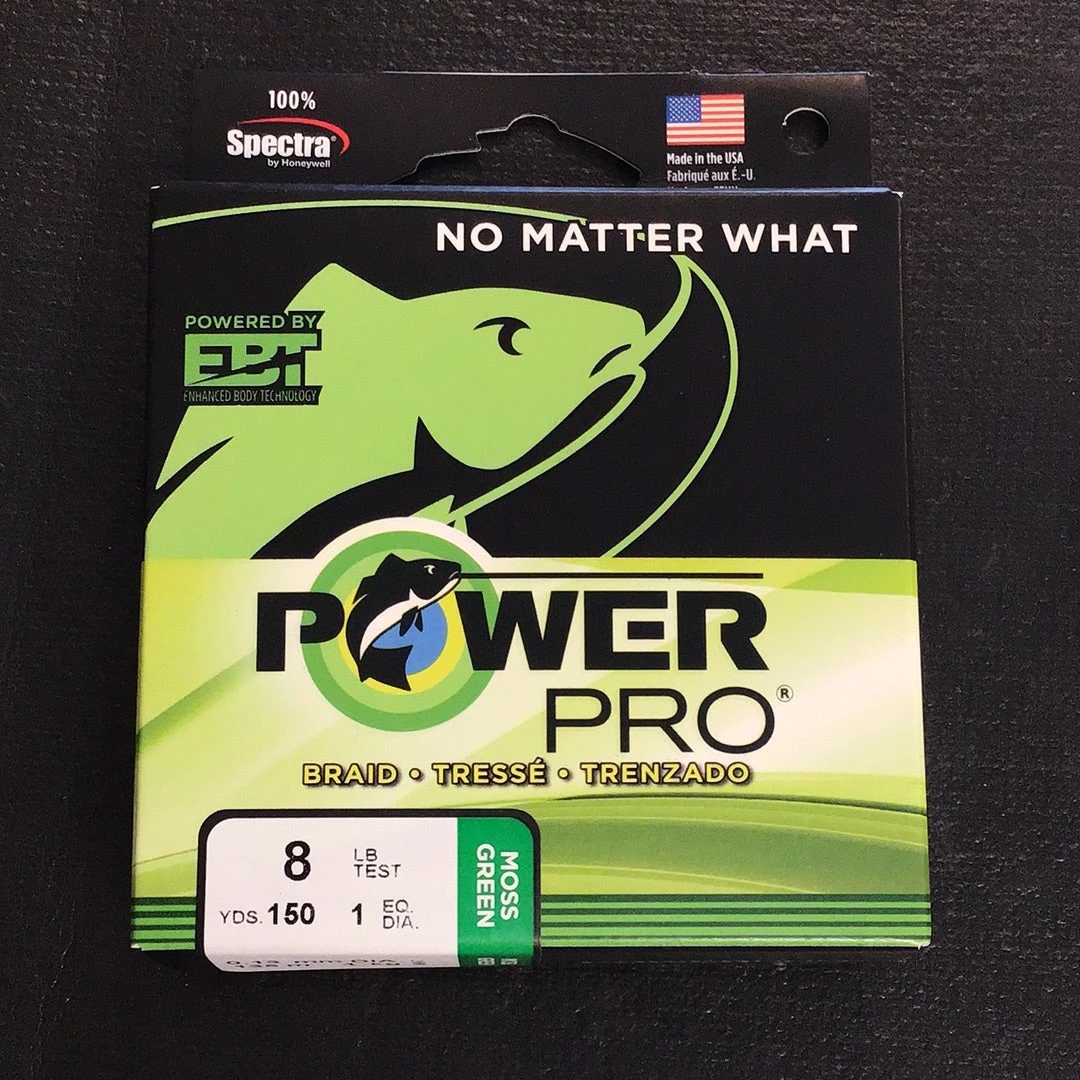 100%
Spectra®
by Honeywell
Made in the USA
Fabriqué aux É.-U.
NO MATTER WHAT
POWERED BY
EBT
ENHANCED BODY TECHNOLOGY
POWER
PRO®
BRAID • TRESSÉ • TRENZADO
8 LB TEST
YDS. 150 1 EQ. DIA.
MOSS
GREEN